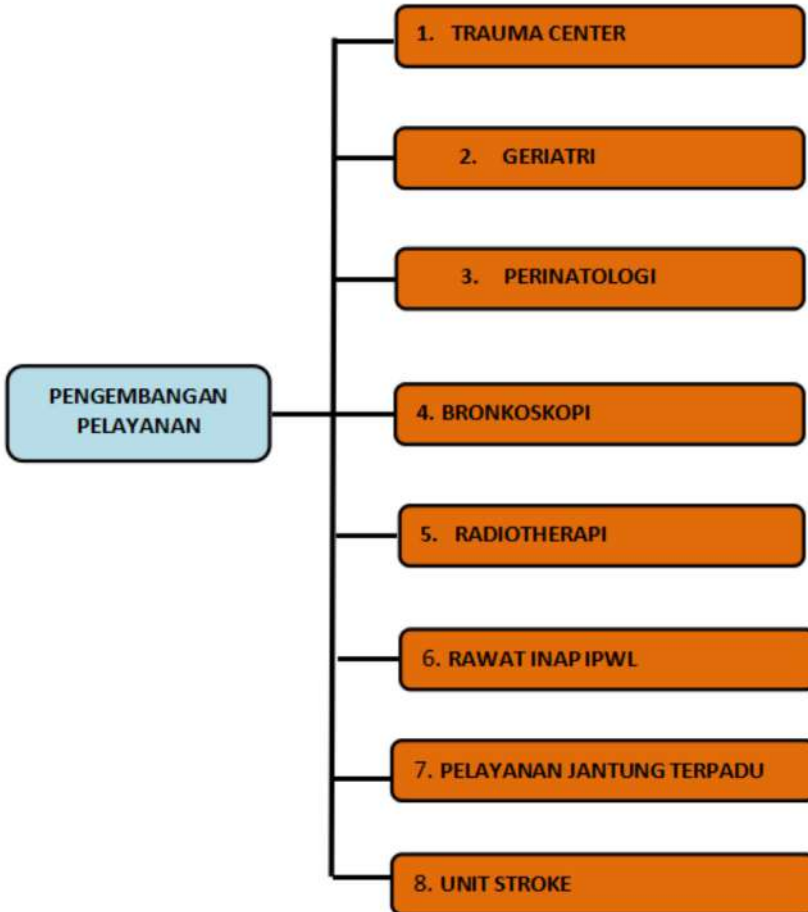 1. TRAUMA CENTER
2. GERIATRI
3. PERINATOLOGI
PENGEMBANGAN
PELAYANAN
4. BRONKOSKOPI
5. RADIOTHERAPI
6. RAWAT INAP IPWL
7. PELAYANAN JANTUNG TERPADU
8. UNIT STROKE